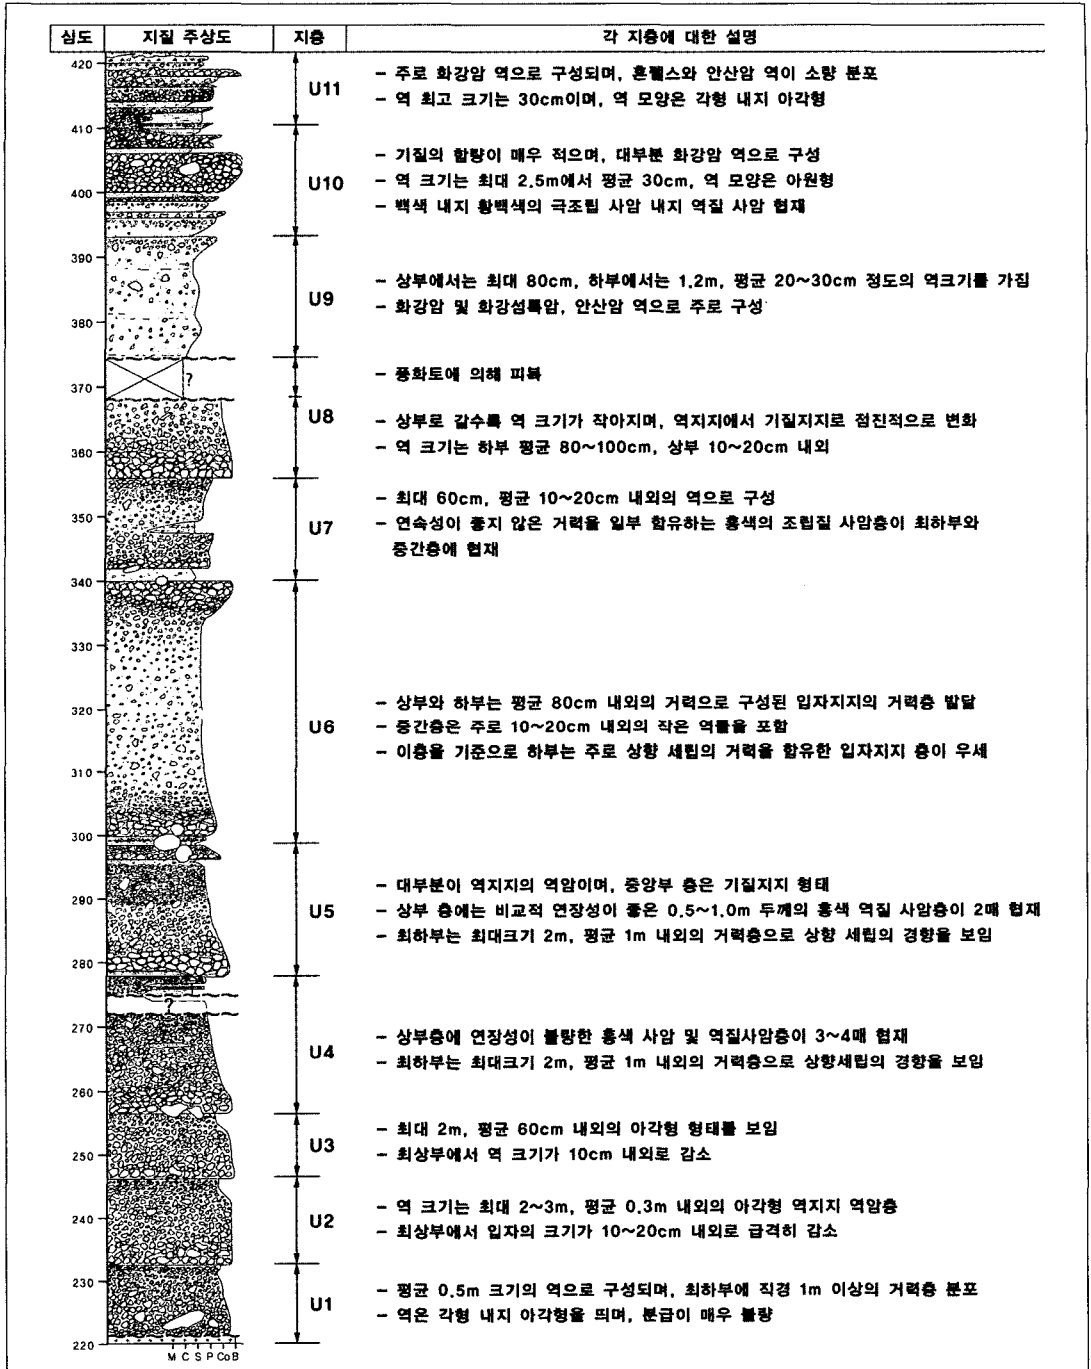 심도 지질 주상도 지층 각 지층에 대한 설명
420
410
400
390
380
370
360
350
340
330
320
310
300
290
280
270
260
250
240
230
220
?
?
M C S P Co B
U11
- 주로 화강암 역으로 구성되며, 혼펠스와 안산암 역이 소량 분포
- 역 최고 크기는 30cm이며, 역 모양은 각형 내지 아각형
U10
- 기질의 함량이 매우 적으며, 대부분 화강암 역으로 구성
- 역 크기는 최대 2.5m에서 평균 30cm, 역 모양은 아원형
- 백색 내지 황백색의 극조립 사암 내지 역질 사암 협재
U9
- 상부에서는 최대 80cm, 하부에서는 1.2m, 평균 20~30cm 정도의 역크기를 가짐
- 화강암 및 화강섬록암, 안산암 역으로 주로 구성
- 풍화토에 의해 피복
U8
- 상부로 갈수록 역 크기가 작아지며, 역지지에서 기질지지로 점진적으로 변화
- 역 크기는 하부 평균 80~100cm, 상부 10~20cm 내외
U7
- 최대 60cm, 평균 10~20cm 내외의 역으로 구성
- 연속성이 좋지 않은 거력을 일부 함유하는 홍색의 조립질 사암층이 최하부와
중간층에 협재
U6
- 상부와 하부는 평균 80cm 내외의 거력으로 구성된 입자지지의 거력층 발달
- 중간층은 주로 10~20cm 내외의 작은 역들을 포함
- 이층을 기준으로 하부는 주로 상향 세립의 거력을 함유한 입자지지 층이 우세
U5
- 대부분이 역지지의 역암이며, 중앙부 층은 기질지지 형태
- 상부 층에는 비교적 연장성이 좋은 0.5~1.0m 두께의 홍색 역질 사암층이 2매 협재
- 최하부는 최대크기 2m, 평균 1m 내외의 거력층으로 상향 세립의 경향을 보임
U4
- 상부층에 연장성이 불량한 홍색 사암 및 역질사암층이 3~4매 협재
- 최하부는 최대크기 2m, 평균 1m 내외의 거력층으로 상향세립의 경향을 보임
U3
- 최대 2m, 평균 60cm 내외의 아각형 형태를 보임
- 최상부에서 역 크기가 10cm 내외로 감소
U2
- 역 크기는 최대 2~3m, 평균 0.3m 내외의 아각형 역지지 역암층
- 최상부에서 입자의 크기가 10~20cm 내외로 급격히 감소
U1
- 평균 0.5m 크기의 역으로 구성되며, 최하부에 직경 1m 이상의 거력층 분포
- 역은 각형 내지 아각형을 띄며, 분급이 매우 불량